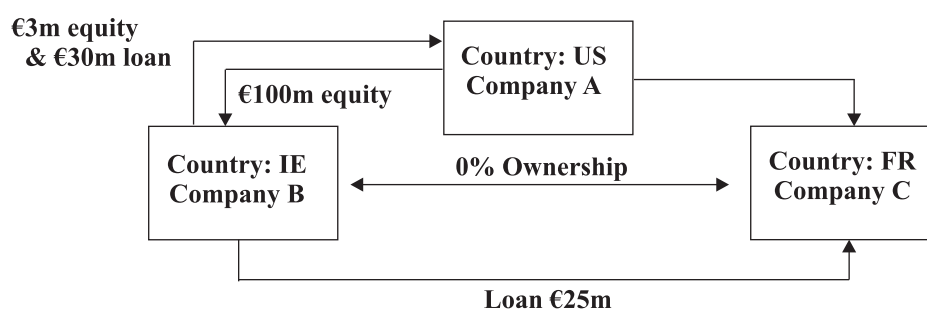 €3m equity
& €30m loan
Country: US
Company A
€100m equity
Country: IE
Company B
0% Ownership
Country: FR
Company C
Loan €25m